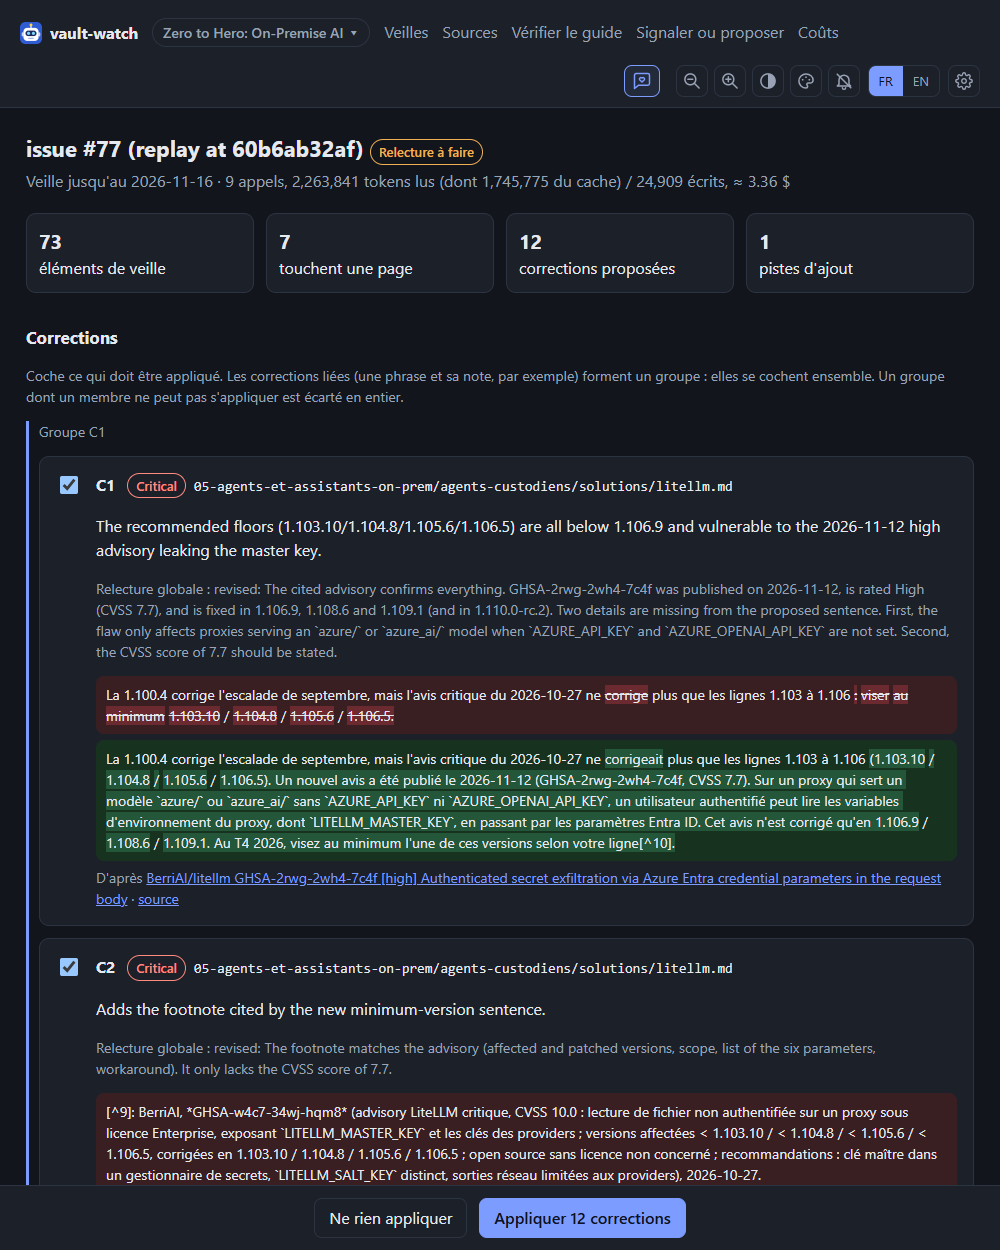 vault-watch
Zero to Hero: On-Premise AI ▾
Veilles
Sources
Vérifier le guide
Signaler ou proposer
Coûts
FR
EN
issue #77 (replay at 60b6ab32af)
Relecture à faire
Veille jusqu'au 2026-11-16 · 9 appels, 2,263,841 tokens lus (dont 1,745,775 du cache) / 24,909 écrits, ≈ 3.36 $
73
éléments de veille
7
touchent une page
12
corrections proposées
1
pistes d'ajout
Corrections
Coche ce qui doit être appliqué. Les corrections liées (une phrase et sa note, par exemple) forment un groupe : elles se cochent ensemble. Un groupe
dont un membre ne peut pas s'appliquer est écarté en entier.
Groupe C1
C1 Critical 05-agents-et-assistants-on-prem/agents-custodiens/solutions/litellm.md
The recommended floors (1.103.10/1.104.8/1.105.6/1.106.5) are all below 1.106.9 and vulnerable to the 2026-11-12 high
advisory leaking the master key.
Relecture globale : revised: The cited advisory confirms everything. GHSA-2rwg-2wh4-7c4f was published on 2026-11-12, is rated High
(CVSS 7.7), and is fixed in 1.106.9, 1.108.6 and 1.109.1 (and in 1.110.0-rc.2). Two details are missing from the proposed sentence. First, the
flaw only affects proxies serving an `azure/` or `azure_ai/` model when `AZURE_API_KEY` and `AZURE_OPENAI_API_KEY` are not set. Second,
the CVSS score of 7.7 should be stated.
La 1.100.4 corrige l'escalade de septembre, mais l'avis critique du 2026-10-27 ne corrige plus que les lignes 1.103 à 1.106 : viser au
minimum 1.103.10 / 1.104.8 / 1.105.6 / 1.106.5.
La 1.100.4 corrige l'escalade de septembre, mais l'avis critique du 2026-10-27 ne corrigeait plus que les lignes 1.103 à 1.106 (1.103.10 /
1.104.8 / 1.105.6 / 1.106.5). Un nouvel avis a été publié le 2026-11-12 (GHSA-2rwg-2wh4-7c4f, CVSS 7.7). Sur un proxy qui sert un
modèle `azure/` ou `azure_ai/` sans `AZURE_API_KEY` ni `AZURE_OPENAI_API_KEY`, un utilisateur authentifié peut lire les variables
d'environnement du proxy, dont `LITELLM_MASTER_KEY`, en passant par les paramètres Entra ID. Cet avis n'est corrigé qu'en 1.106.9 /
1.108.6 / 1.109.1. Au T4 2026, visez au minimum l'une de ces versions selon votre ligne[^10].
D'après BerriAI/litellm GHSA-2rwg-2wh4-7c4f [high] Authenticated secret exfiltration via Azure Entra credential parameters in the request
body · source
C2 Critical 05-agents-et-assistants-on-prem/agents-custodiens/solutions/litellm.md
Adds the footnote cited by the new minimum-version sentence.
Relecture globale : revised: The footnote matches the advisory (affected and patched versions, scope, list of the six parameters,
workaround). It only lacks the CVSS score of 7.7.
[^9]: BerriAI, *GHSA-w4c7-34wj-hqm8* (advisory LiteLLM critique, CVSS 10.0 : lecture de fichier non authentifiée sur un proxy sous
licence Enterprise, exposant `LITELLM_MASTER_KEY` et les clés des providers ; versions affectées < 1.103.10 / < 1.104.8 / < 1.105.6 / <
1.106.5, corrigées en 1.103.10 / 1.104.8 / 1.105.6 / 1.106.5 ; open source sans licence non concerné ; recommandations : clé maître dans
un gestionnaire de secrets, `LITELLM_SALT_KEY` distinct, sorties réseau limitées aux providers), 2026-10-27.
Ne rien appliquer
Appliquer 12 corrections